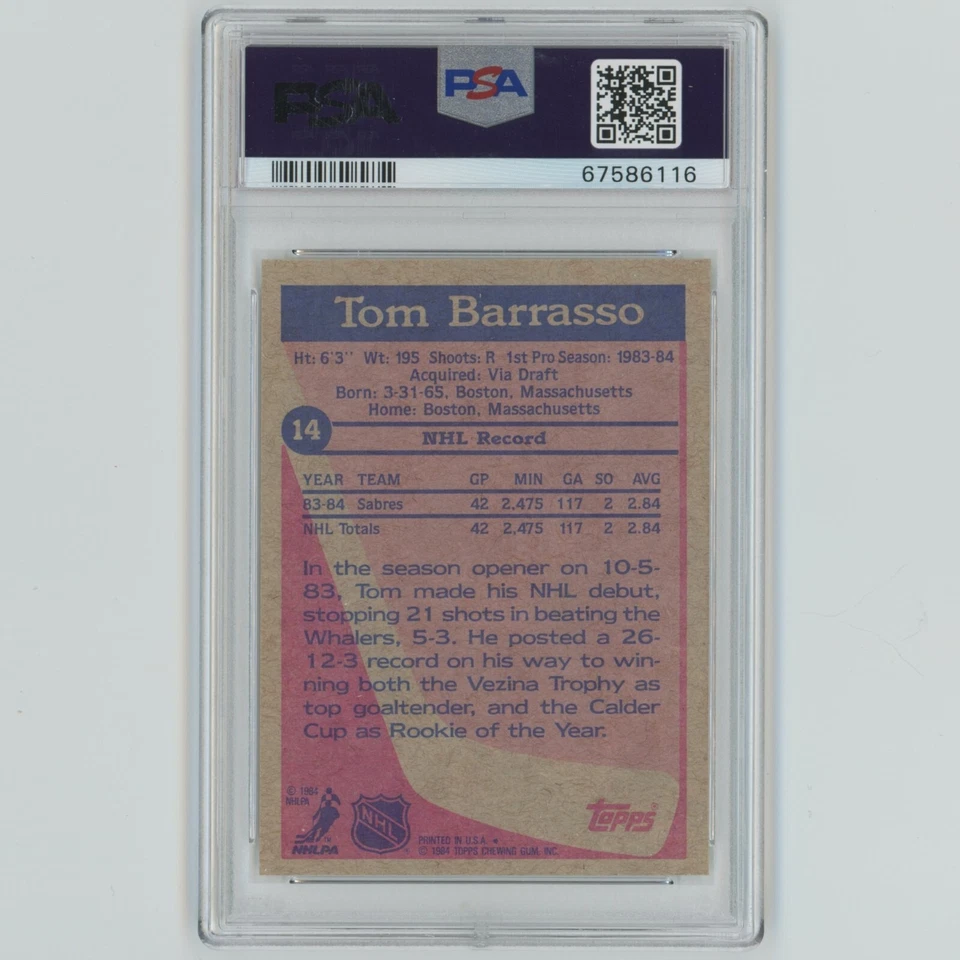 PSA
PSA
67586116
Tom Barrasso
Ht: 6'3'' Wt: 195 Shoots: R 1st Pro Season: 1983-84
Acquired: Via Draft
Born: 3-31-65, Boston, Massachusetts
Home: Boston, Massachusetts
14
NHL Record
YEAR TEAM GP MIN GA SO AVG
83-84 Sabres 42 2,475 117 2 2.84
NHL Totals 42 2,475 117 2 2.84
In the season opener on 10-5-
83, Tom made his NHL debut,
stopping 21 shots in beating the
Whalers, 5-3. He posted a 26-
12-3 record on his way to win-
ning both the Vezina Trophy as
top goaltender, and the Calder
Cup as Rookie of the Year.
© 1984
NHLPA
TM
NHLPA
NHL
PRINTED IN U.S.A.
© 1984 TOPPS CHEWING GUM, INC.
topps®